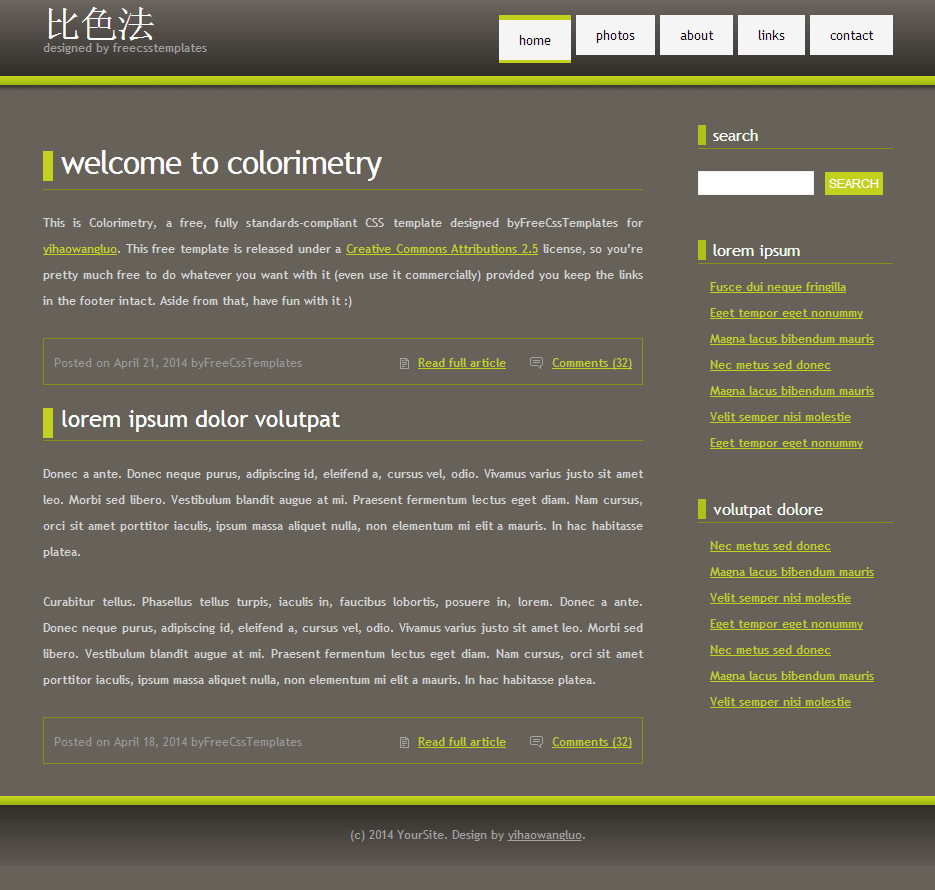 比色法
designed by freecsstemplates
home
photos
about
links
contact
welcome to colorimetry
This is Colorimetry, a free, fully standards-compliant CSS template designed byFreeCssTemplates for
yihaowangluo. This free template is released under a Creative Commons Attributions 2.5 license, so you're
pretty much free to do whatever you want with it (even use it commercially) provided you keep the links
in the footer intact. Aside from that, have fun with it :)
Posted on April 21, 2014 byFreeCssTemplates
Read full article
Comments (32)
lorem ipsum dolor volutpat
Donec a ante. Donec neque purus, adipiscing id, eleifend a, cursus vel, odio. Vivamus varius justo sit amet
leo. Morbi sed libero. Vestibulum blandit augue at mi. Praesent fermentum lectus eget diam. Nam cursus,
orci sit amet porttitor iaculis, ipsum massa aliquet nulla, non elementum mi elit a mauris. In hac habitasse
platea.
Curabitur tellus. Phasellus tellus turpis, iaculis in, faucibus lobortis, posuere in, lorem. Donec a ante.
Donec neque purus, adipiscing id, eleifend a, cursus vel, odio. Vivamus varius justo sit amet leo. Morbi sed
libero. Vestibulum blandit augue at mi. Praesent fermentum lectus eget diam. Nam cursus, orci sit amet
porttitor iaculis, ipsum massa aliquet nulla, non elementum mi elit a mauris. In hac habitasse platea.
Posted on April 18, 2014 byFreeCssTemplates
Read full article
Comments (32)
search
SEARCH
lorem ipsum
Fusce dui neque fringilla
Eget tempor eget nonummy
Magna lacus bibendum mauris
Nec metus sed donec
Magna lacus bibendum mauris
Velit semper nisi molestie
Eget tempor eget nonummy
volutpat dolore
Nec metus sed donec
Magna lacus bibendum mauris
Velit semper nisi molestie
Eget tempor eget nonummy
Nec metus sed donec
Magna lacus bibendum mauris
Velit semper nisi molestie
(c) 2014 YourSite. Design by yihaowangluo.